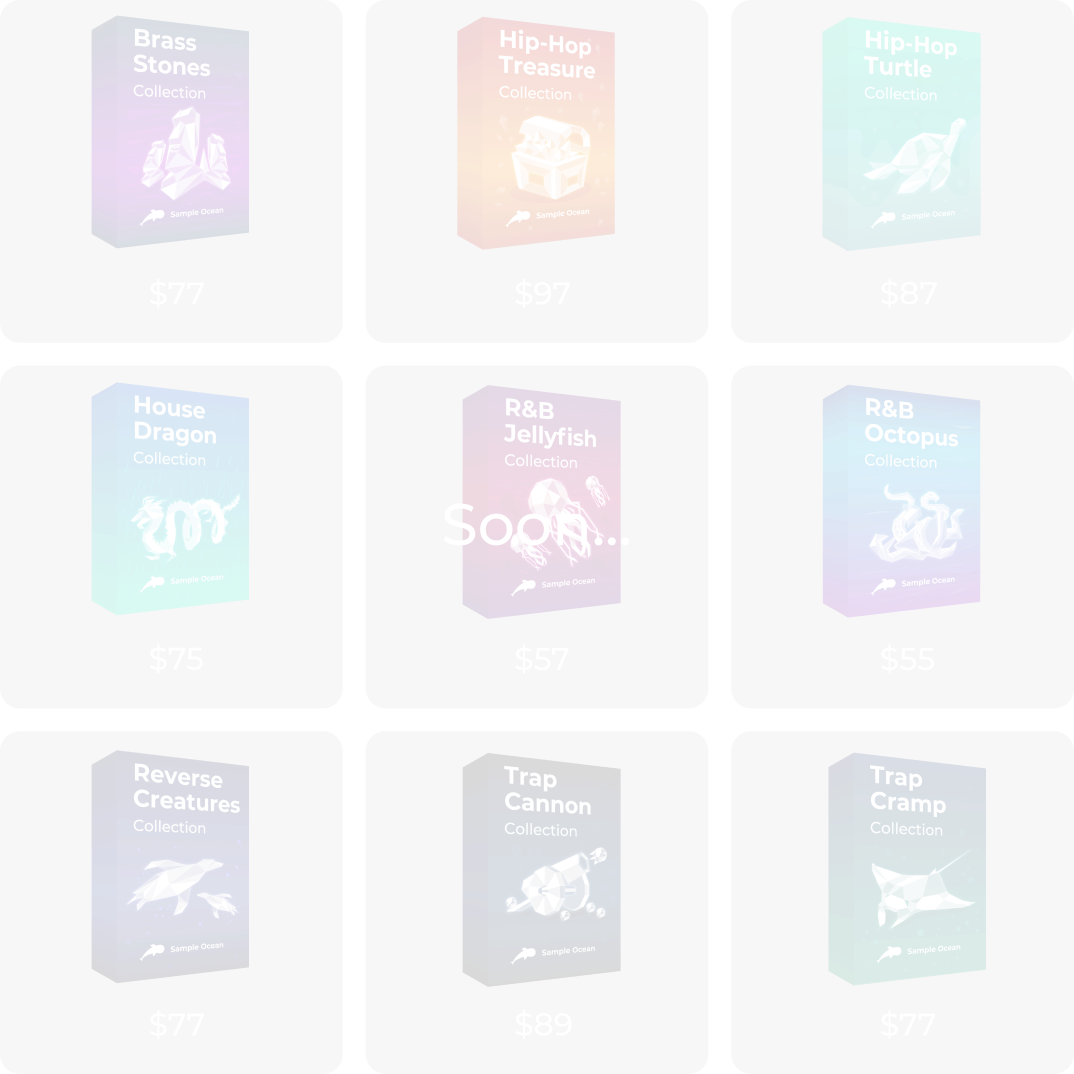 Brass
Stones
Collection
Sample Ocean
$77
Hip-Hop
Treasure
Collection
Sample Ocean
$97
Hip-Hop
Turtle
Collection
Sample Ocean
$87
House
Dragon
Collection
Sample Ocean
$75
R&B
Jellyfish
Collection
Soon...
Sample Ocean
$57
R&B
Octopus
Collection
Sample Ocean
$55
Reverse
Creatures
Collection
Sample Ocean
$77
Trap
Cannon
Collection
Sample Ocean
$89
Trap
Cramp
Collection
Sample Ocean
$77